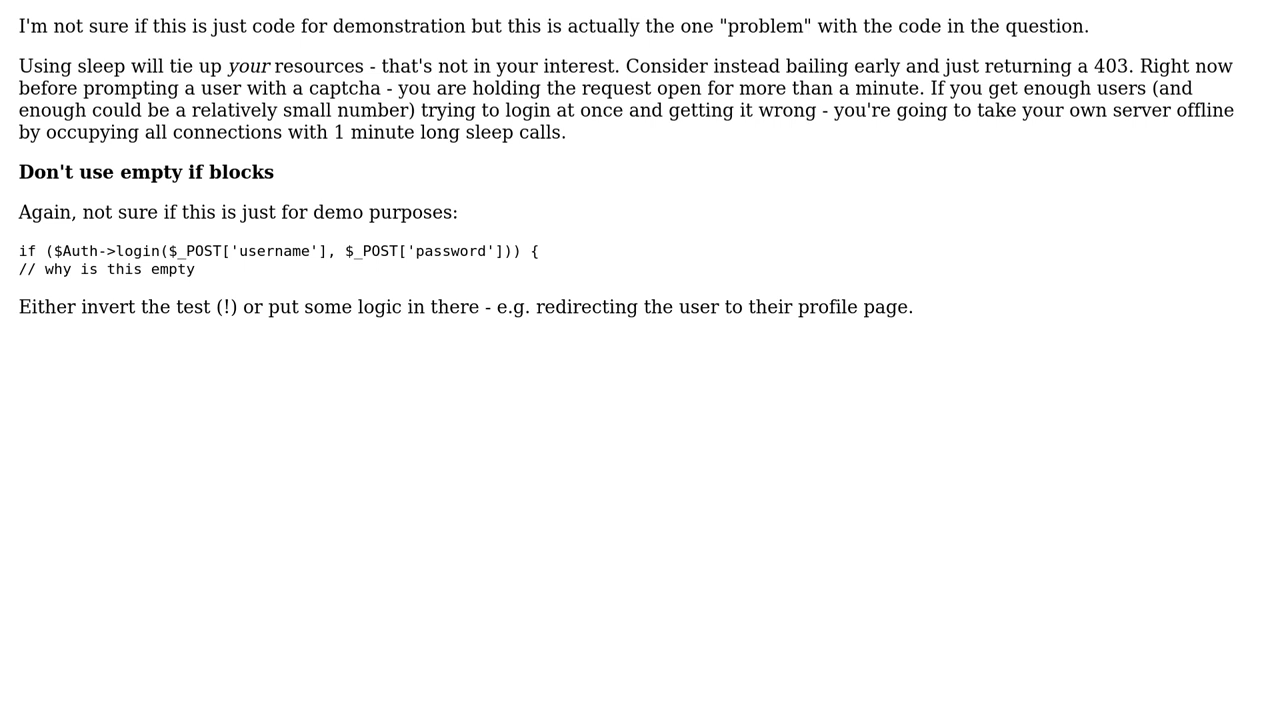 I'm not sure if this is just code for demonstration but this is actually the one "problem" with the code in the question.
Using sleep will tie up your resources - that's not in your interest. Consider instead bailing early and just returning a 403. Right now
before prompting a user with a captcha - you are holding the request open for more than a minute. If you get enough users (and
enough could be a relatively small number) trying to login at once and getting it wrong - you're going to take your own server offline
by occupying all connections with 1 minute long sleep calls.
Don't use empty if blocks
Again, not sure if this is just for demo purposes:
if ($Auth->login($_POST['username'], $_POST['password'])) {
// why is this empty
Either invert the test (!) or put some logic in there - e.g. redirecting the user to their profile page.